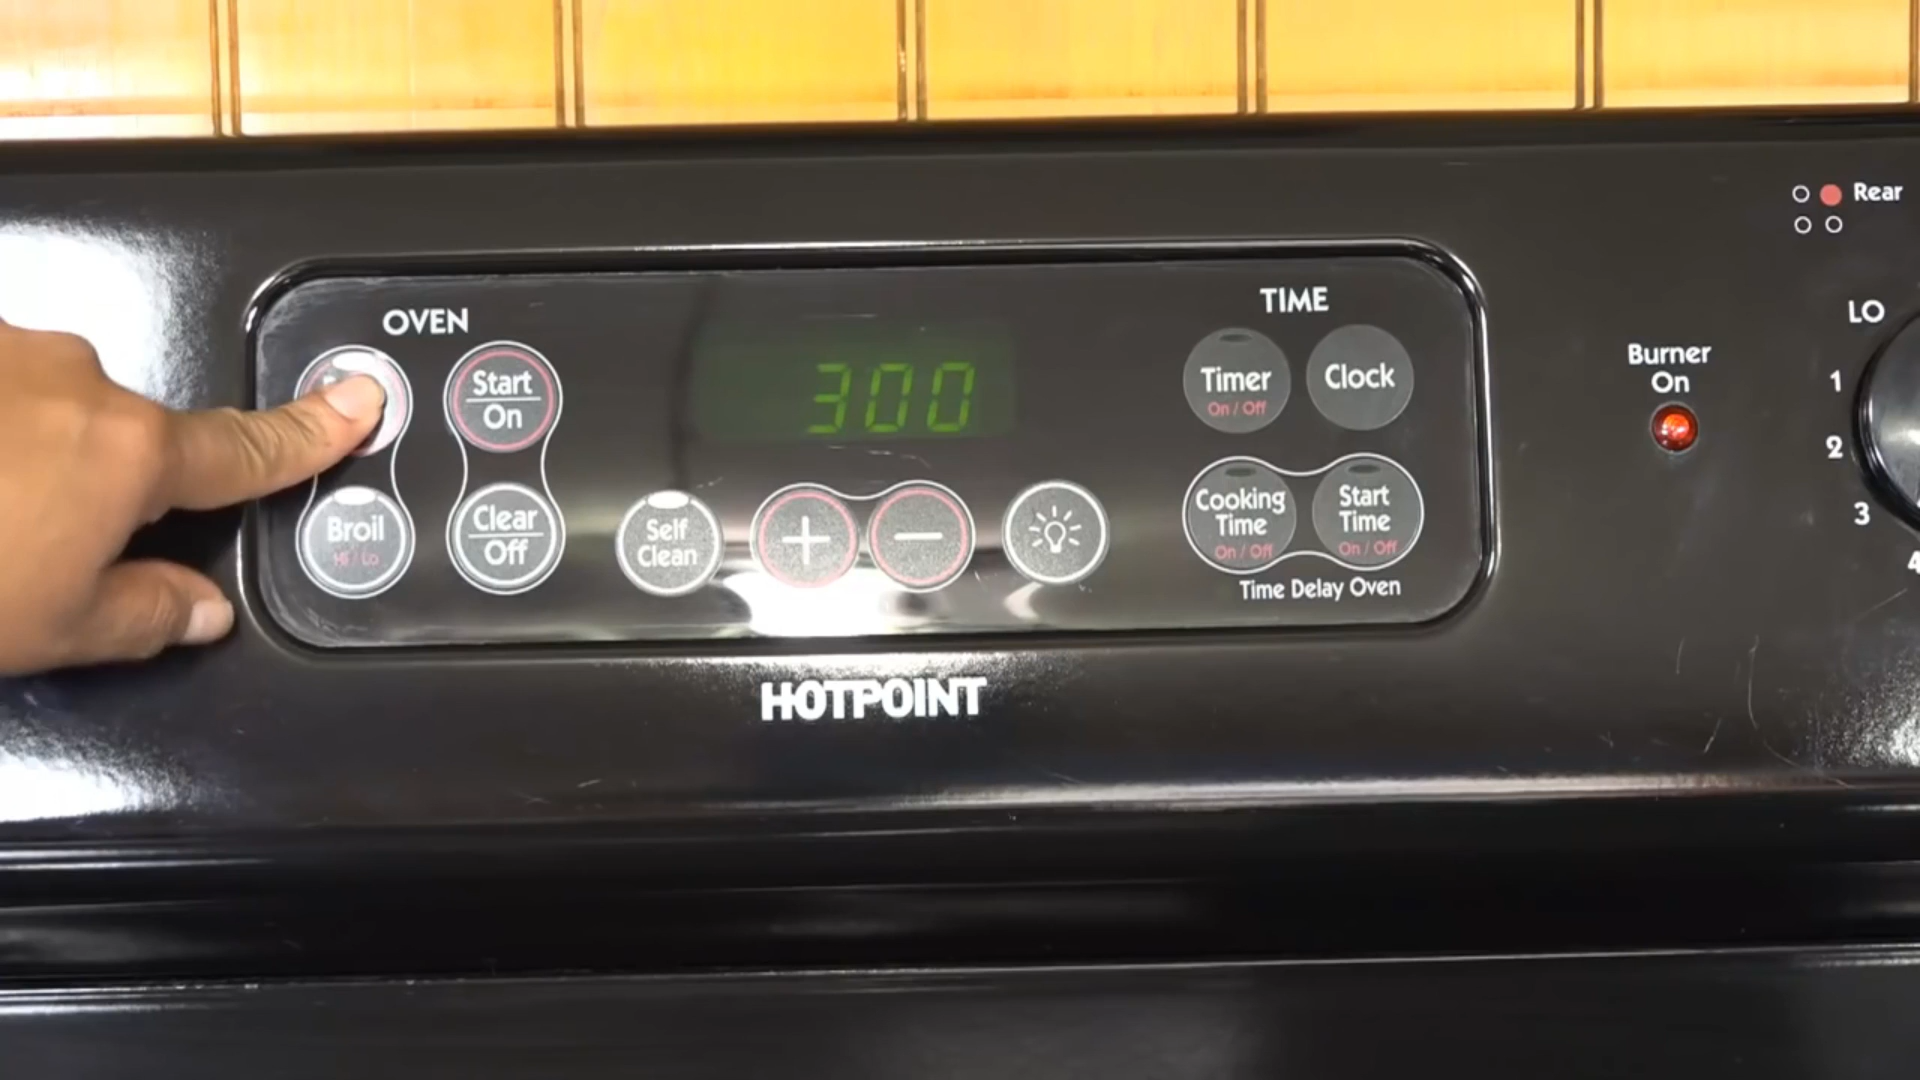 Rear
LO
OVEN
TIME
Start
On
300
Timer
On / Off
Clock
Burner
On
1
2
3
4
Broil
Hi / Lo
Clear
Off
Self
Clean
+
−
Cooking
Time
On / Off
Start
Time
On / Off
Time Delay Oven
HOTPOINT